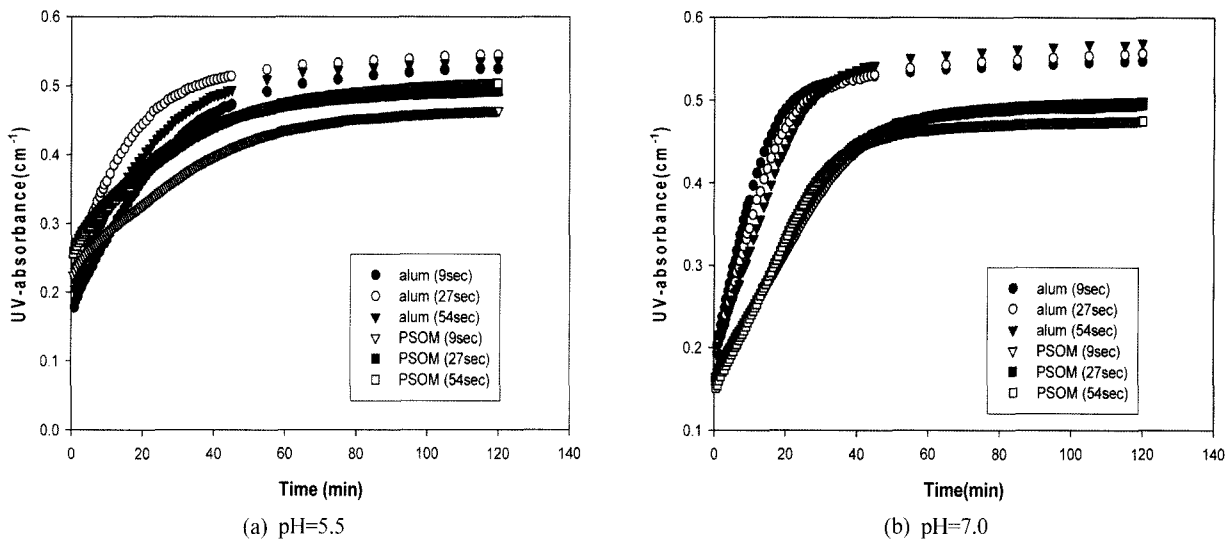 0.6
0.5
0.4
0.3
0.2
0.1
0.0
UV-absorbance(cm⁻¹)
alum (9sec)
alum (27sec)
alum (54sec)
PSOM (9sec)
PSOM (27sec)
PSOM (54sec)
0 20 40 60 80 100 120 140
Time (min)
(a) pH=5.5
0.6
0.5
0.4
0.3
0.2
0.1
UV-absorbance(cm⁻¹)
alum (9sec)
alum (27sec)
alum (54sec)
PSOM (9sec)
PSOM (27sec)
PSOM (54sec)
0 20 40 60 80 100 120 140
Time(min)
(b) pH=7.0